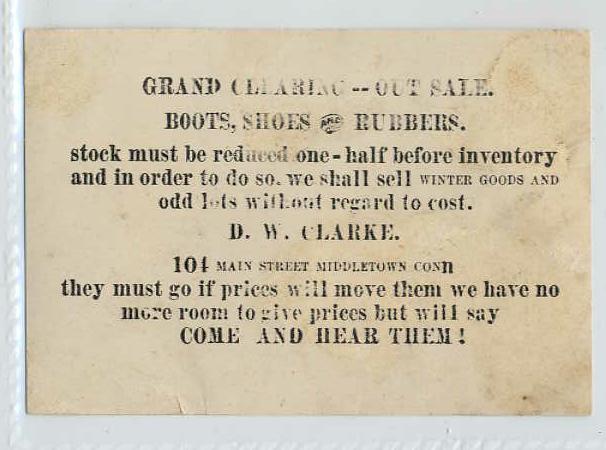 GRAND CLEARING -- OUT SALE.
BOOTS, SHOES AND RUBBERS.
stock must be reduced one-half before inventory
and in order to do so. we shall sell WINTER GOODS AND
odd lots without regard to cost.
D. W. CLARKE.
104 MAIN STREET MIDDLETOWN CONn
they must go if prices will move them we have no
more room to give prices but will say
COME AND HEAR THEM!